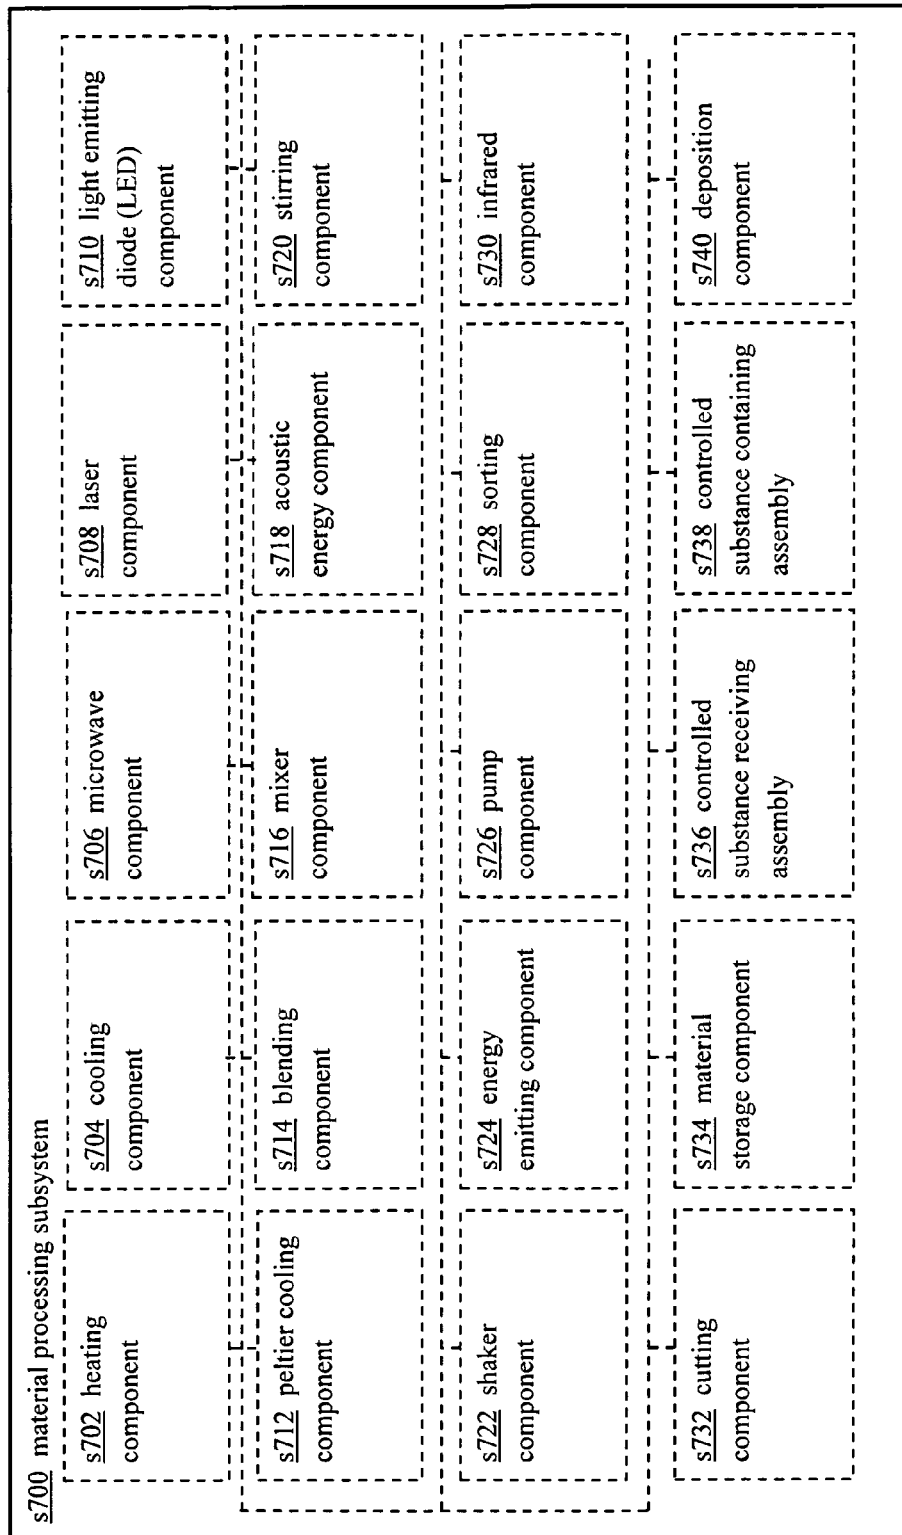 s700 material processing subsystem
s702 heating
component
s704 cooling
component
s706 microwave
component
s708 laser
component
s710 light emitting
diode (LED)
component
s712 peltier cooling
component
s714 blending
component
s716 mixer
component
s718 acoustic
energy component
s720 stirring
component
s722 shaker
component
s724 energy
emitting component
s726 pump
component
s728 sorting
component
s730 infrared
component
s732 cutting
component
s734 material
storage component
s736 controlled
substance receiving
assembly
s738 controlled
substance containing
assembly
s740 deposition
component